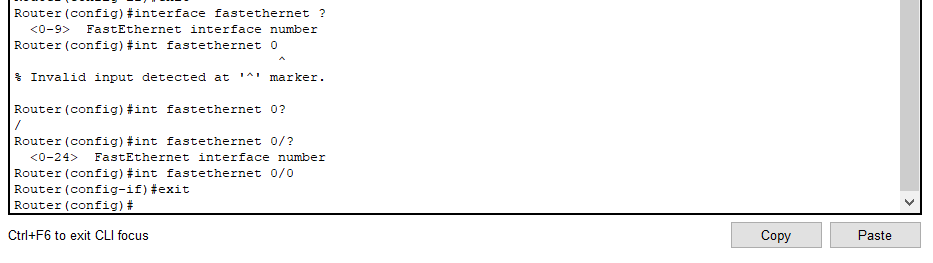 Router(config)#interface fastethernet ?
<0-9> FastEthernet interface number
Router(config)#int fastethernet 0
^
% Invalid input detected at '^' marker.
Router(config)#int fastethernet 0?
/
Router(config)#int fastethernet 0/?
<0-24> FastEthernet interface number
Router(config)#int fastethernet 0/0
Router(config-if)#exit
Router(config)#
Ctrl+F6 to exit CLI focus
Copy
Paste